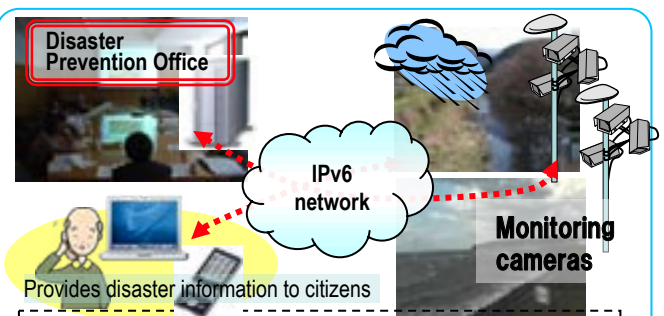 Disaster
Prevention Office
IPv6
network
Monitoring
cameras
Provides disaster information to citizens